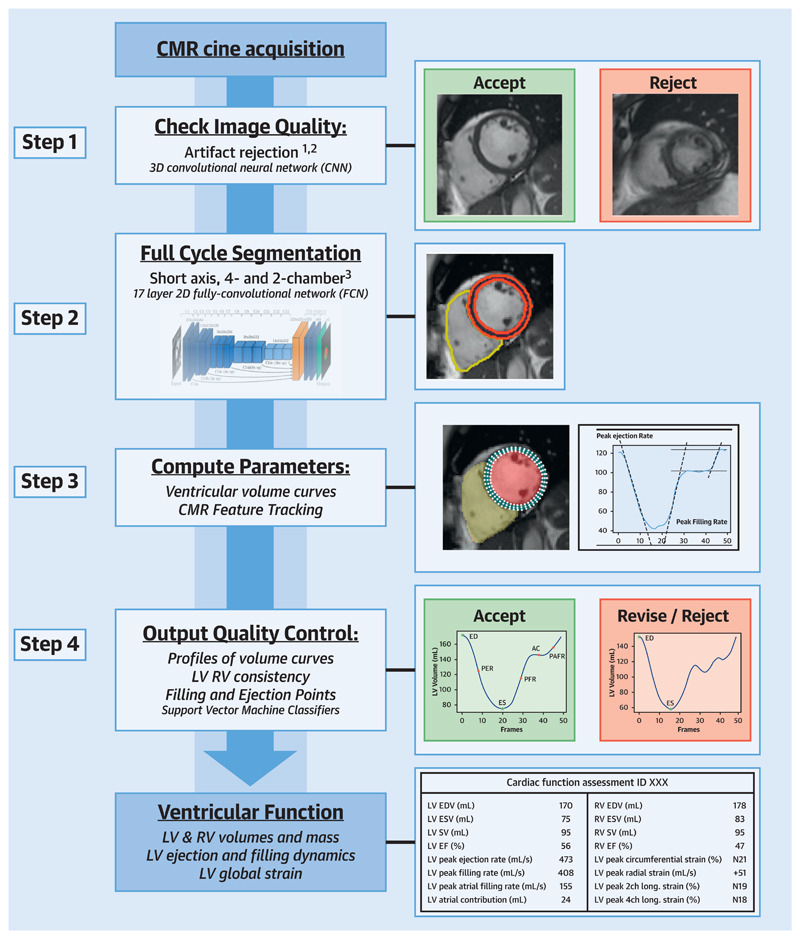 CMR cine acquisition
Step 1
Check Image Quality:
Artifact rejection 1,2
3D convolutional neural network (CNN)
Accept
Reject
Step 2
Full Cycle Segmentation
Short axis, 4- and 2-chamber3
17 layer 2D fully-convolutional network (FCN)
Step 3
Compute Parameters:
Ventricular volume curves
CMR Feature Tracking
Peak ejection Rate
120
100
80
60
40
Peak Filling Rate
0 10 20 30 40 50
Step 4
Output Quality Control:
Profiles of volume curves
LV RV consistency
Filling and Ejection Points
Support Vector Machine Classifiers
Accept
LV Volume (mL)
160
140
120
100
80
ED
PER
ES
PFR
AC
PAFR
0 10 20 30 40 50
Frames
Revise / Reject
LV Volume (mL)
140
120
100
80
60
ED
ES
0 10 20 30 40 50
Frames
Ventricular Function
LV & RV volumes and mass
LV ejection and filling dynamics
LV global strain
Cardiac function assessment ID XXX
LV EDV (mL) 170 RV EDV (mL) 178
LV ESV (mL) 75 RV ESV (mL) 83
LV SV (mL) 95 RV SV (mL) 95
LV EF (%) 56 RV EF (%) 47
LV peak ejection rate (mL/s) 473 LV peak circumferential strain (%) N21
LV peak filling rate (mL/s) 408 LV peak radial strain (mL/s) +51
LV peak atrial filling rate (mL/s) 155 LV peak 2ch long. strain (%) N19
LV atrial contribution (mL) 24 LV peak 4ch long. strain (%) N18